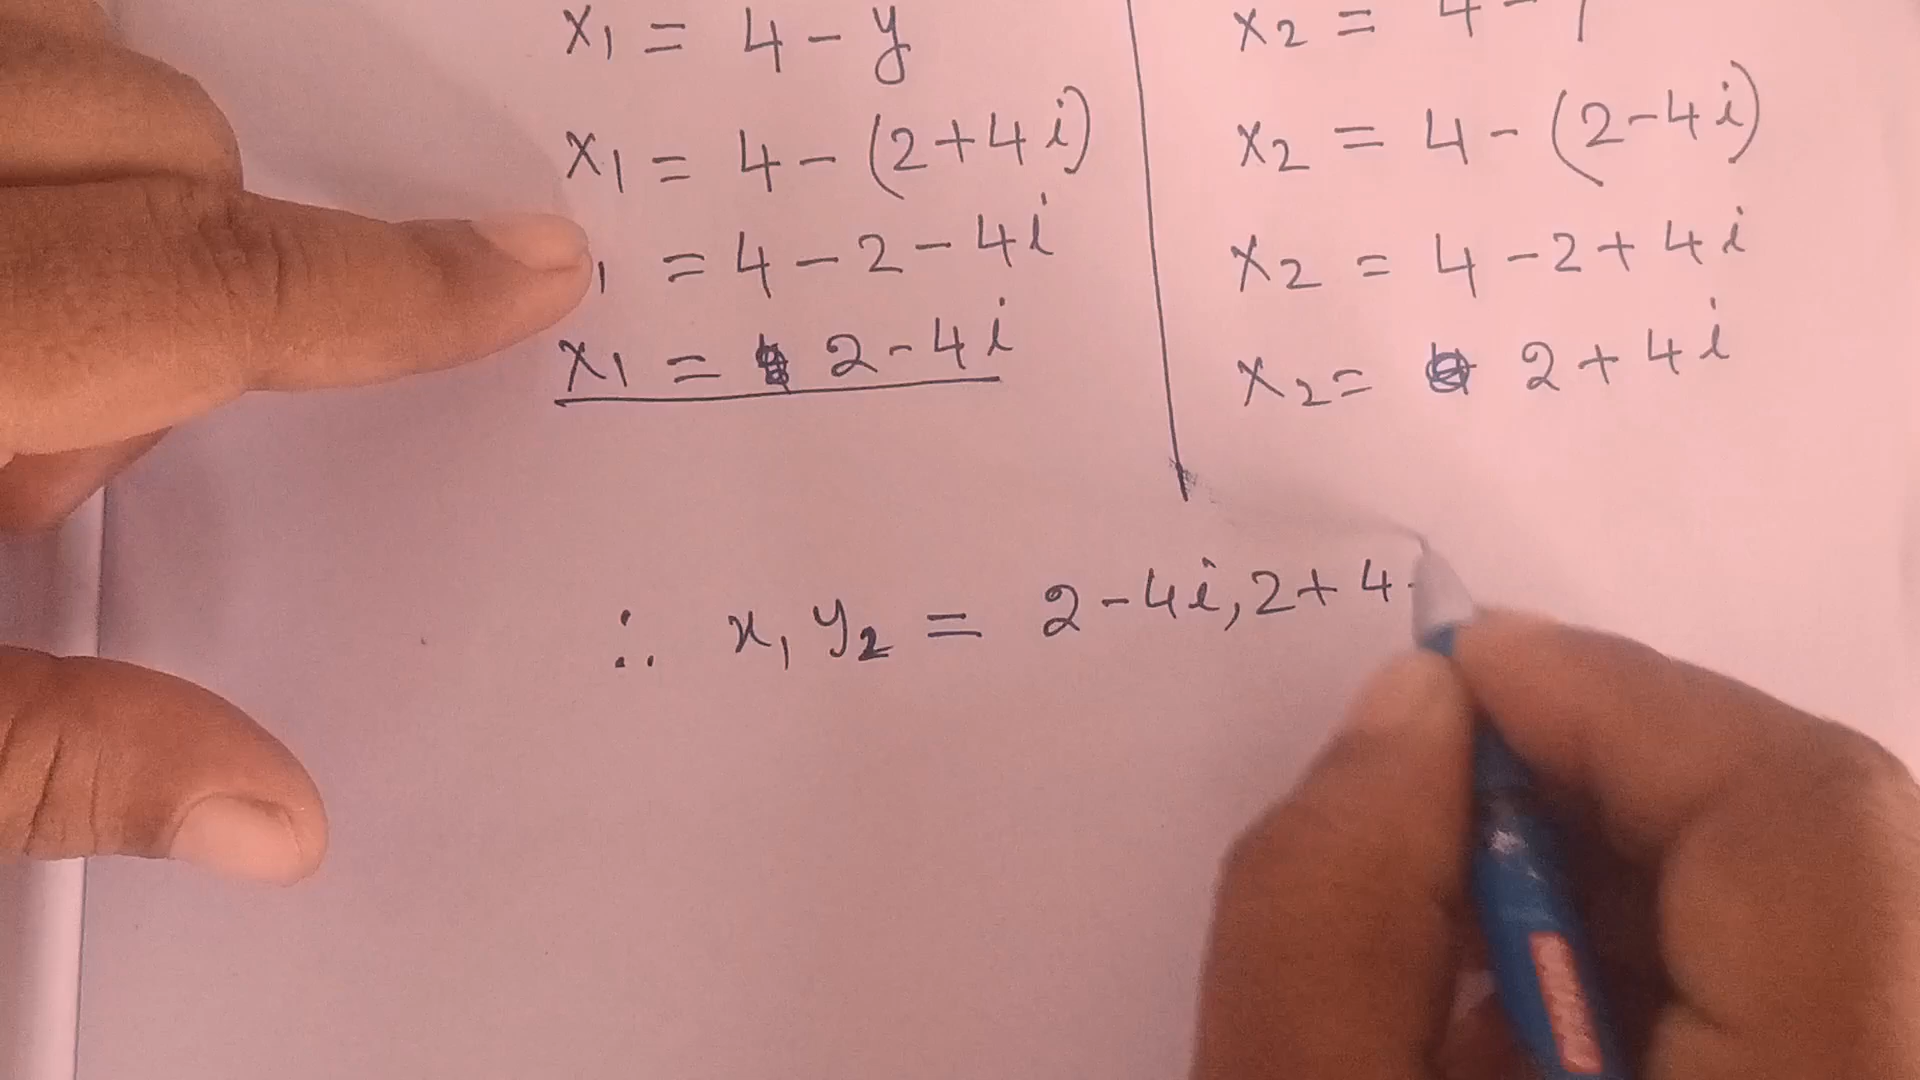 x₁ = 4 - y
x₁ = 4 - (2 + 4i)
₁ = 4 - 2 - 4i
x₁ = 2 - 4i
x₂ = 4 -
x₂ = 4 - (2 - 4i)
x₂ = 4 - 2 + 4i
x₂ = 2 + 4i
∴ x₁ y₂ = 2 - 4i, 2 + 4